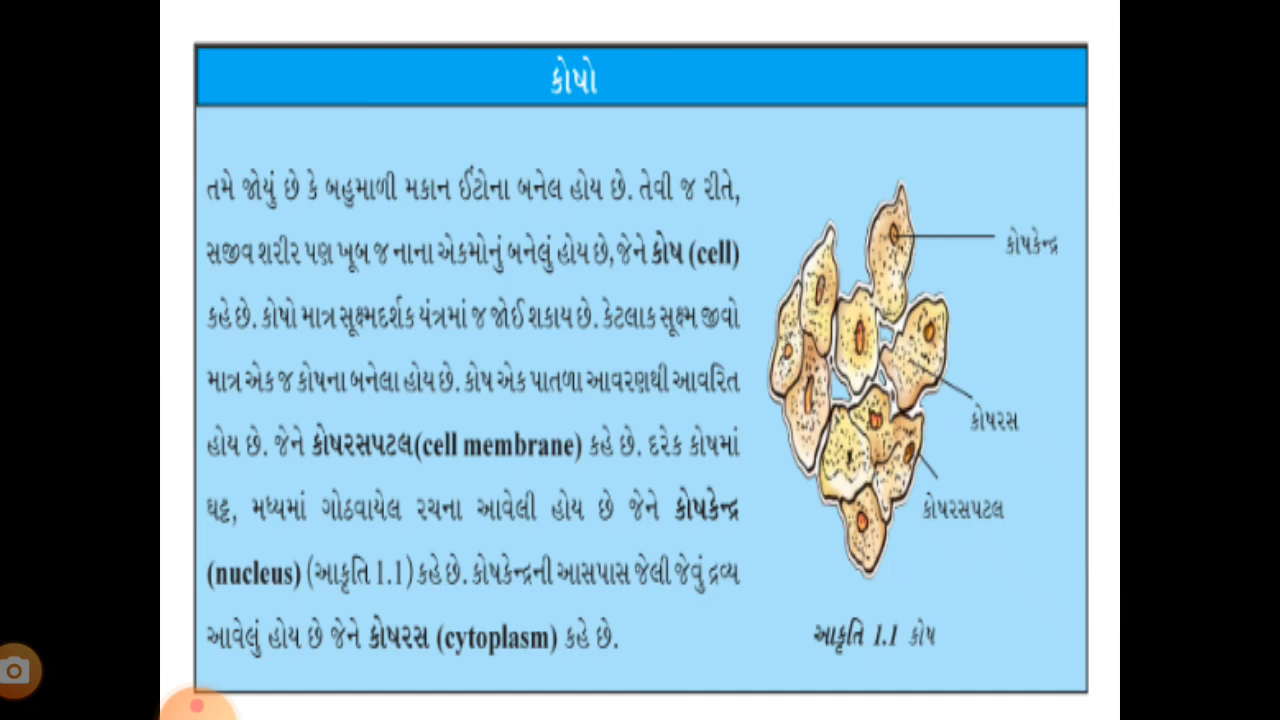 કોષો
તમે જોયું છે કે બહુમાળી મકાન ઈંટોના બનેલ હોય છે. તેવી જ રીતે,
સજીવ શરીર પણ ખૂબ જ નાના એકમોનું બનેલું હોય છે, જેને કોષ (cell)
કહે છે. કોષો માત્ર સૂક્ષ્મદર્શક યંત્રમાં જ જોઈ શકાય છે. કેટલાક સૂક્ષ્મ જીવો
માત્ર એક જ કોષના બનેલા હોય છે. કોષ એક પાતળા આવરણથી આવરિત
હોય છે. જેને કોષરસપટલ(cell membrane) કહે છે. દરેક કોષમાં
ઘટ્ટ, મધ્યમાં ગોઠવાયેલ રચના આવેલી હોય છે જેને કોષકેન્દ્ર
(nucleus) (આકૃતિ 1.1) કહે છે. કોષકેન્દ્રની આસપાસ જેલી જેવું દ્રવ્ય
આવેલું હોય છે જેને કોષરસ (cytoplasm) કહે છે.
કોષકેન્દ્ર
કોષરસ
કોષરસપટલ
આકૃતિ 1.1 કોષ